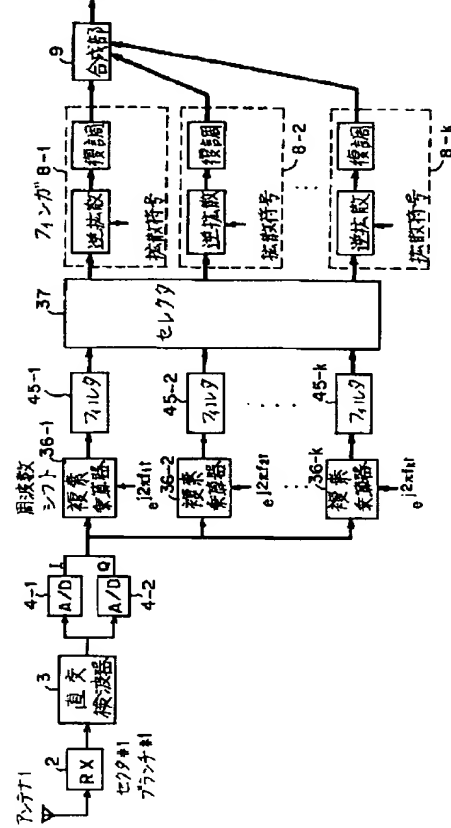 アンテナ1
2
RX
セクタ#1
ブランチ#1
3
直交
検波器
4-1
A/D
I
Q
A/D
4-2
周波数
シフト
36-1
複素
乗算器
e^j2πf1t
36-2
複素
乗算器
e^j2πf2t
36-k
複素
乗算器
e^j2πfkt
45-1
フィルタ
45-2
フィルタ
45-k
フィルタ
37
セレクタ
フィンガ
8-1
逆拡散
復調
拡散符号
8-2
逆拡散
復調
拡散符号
8-k
逆拡散
復調
拡散符号
9
合成部